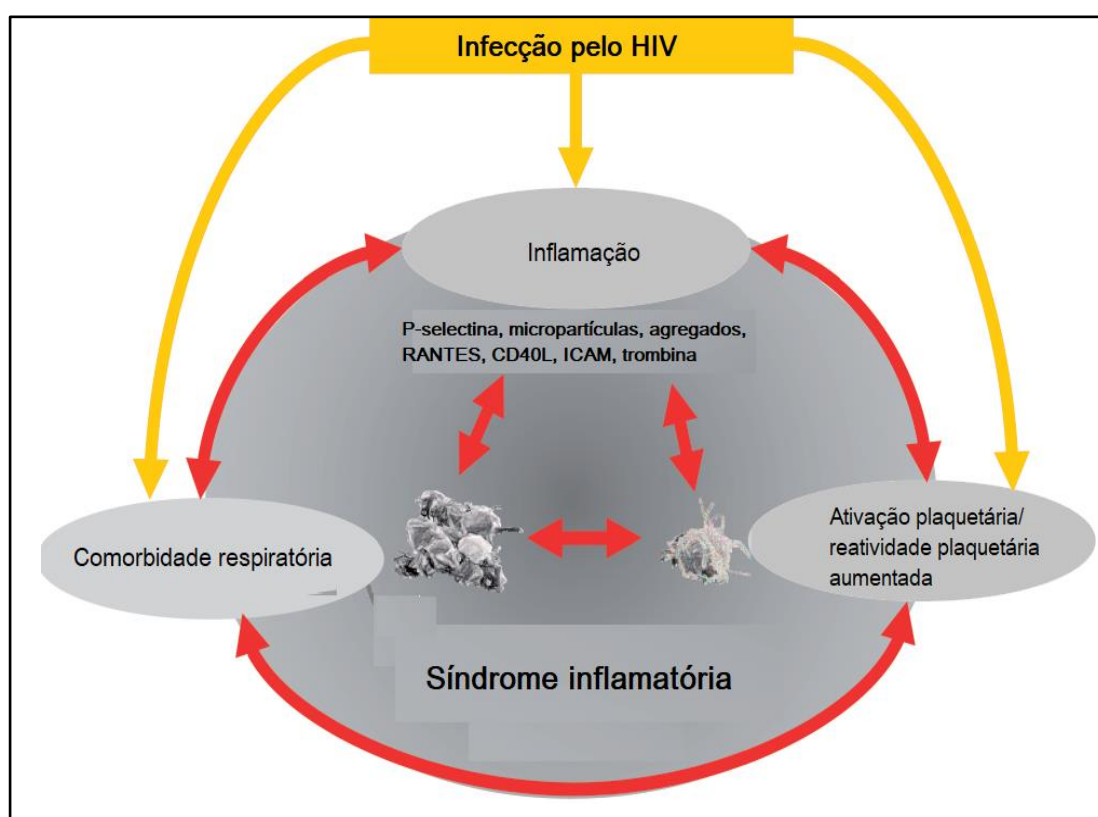 Infecção pelo HIV
Inflamação
P-selectina, micropartículas, agregados,
RANTES, CD40L, ICAM, trombina
Comorbidade respiratória
Ativação plaquetária/
reatividade plaquetária
aumentada
Síndrome inflamatória